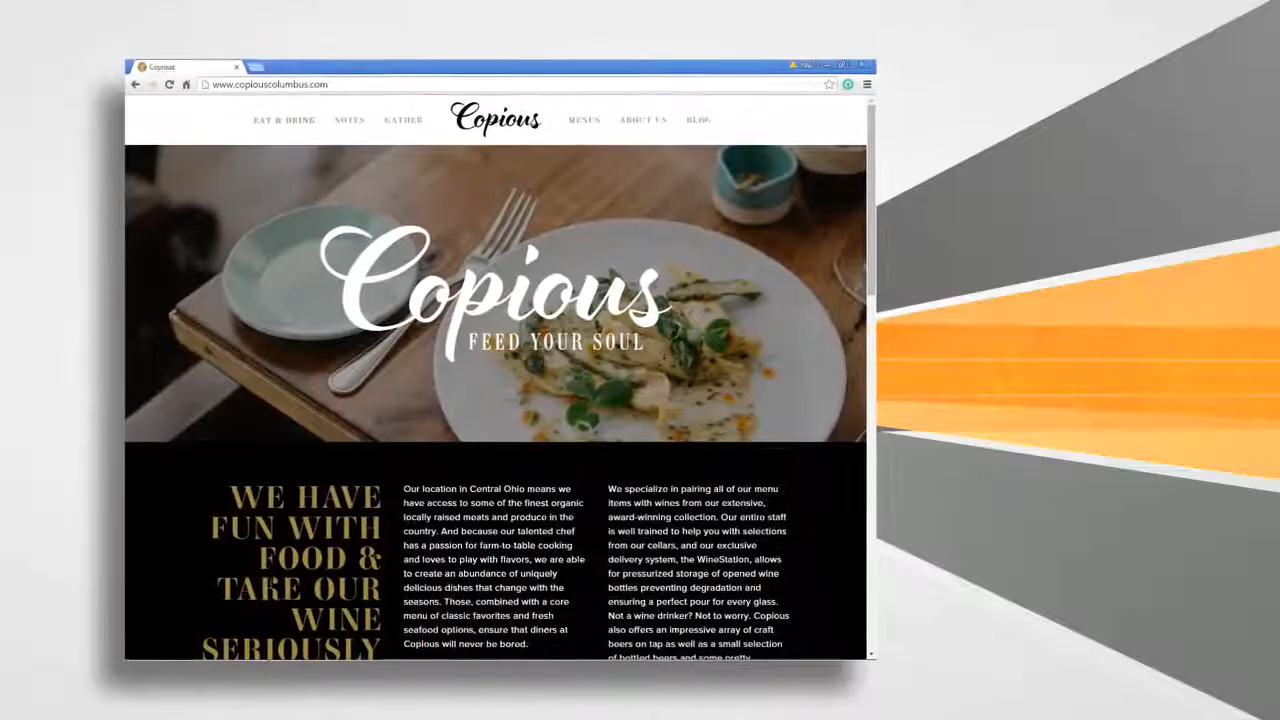 Copious
You
www.copiouscolumbus.com
EAT & DRINK NOTES GATHER Copious MENUS ABOUT US BLOG
Copious
FEED YOUR SOUL
WE HAVE
FUN WITH
FOOD &
TAKE OUR
WINE
SERIOUSLY
Our location in Central Ohio means we
have access to some of the finest organic
locally raised meats and produce in the
country. And because our talented chef
has a passion for farm-to-table cooking
and loves to play with flavors, we are able
to create an abundance of uniquely
delicious dishes that change with the
seasons. Those, combined with a core
menu of classic favorites and fresh
seafood options, ensure that diners at
Copious will never be bored.
We specialize in pairing all of our menu
items with wines from our extensive,
award-winning collection. Our entire staff
is well trained to help you with selections
from our cellars, and our exclusive
delivery system, the WineStation, allows
for pressurized storage of opened wine
bottles preventing degradation and
ensuring a perfect pour for every glass.
Not a wine drinker? Not to worry. Copious
also offers an impressive array of craft
beers on tap as well as a small selection
of bottled beers and some pretty